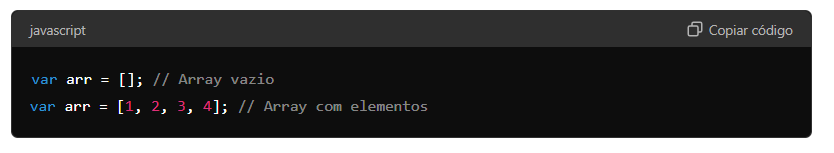 javascript
Copiar código
var arr = []; // Array vazio
var arr = [1, 2, 3, 4]; // Array com elementos